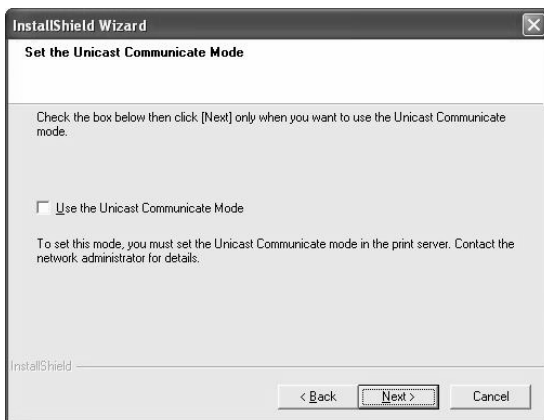 InstallShield Wizard
Set the Unicast Communicate Mode
Check the box below then click [Next] only when you want to use the Unicast Communicate
mode.
Use the Unicast Communicate Mode
To set this mode, you must set the Unicast Communicate mode in the print server. Contact the
network administrator for details.
InstallShield
< Back Next > Cancel